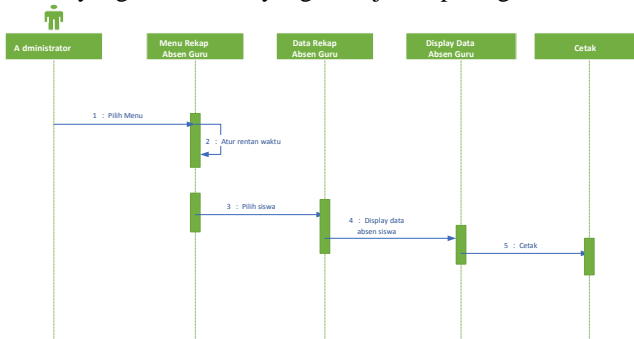 A dministrator
Menu Rekap
Absen Guru
Data Rekap
Absen Guru
Display Data
Absen Guru
Cetak
1 : Pilih Menu
2 : Atur rentan waktu
3 : Pilih siswa
4 : Display data
absen siswa
5 : Cetak